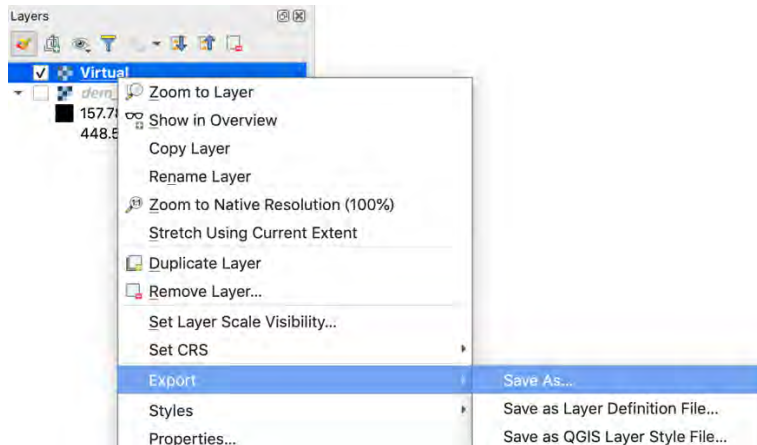 Layers
Virtual
dem_
157.78
448.5
Zoom to Layer
Show in Overview
Copy Layer
Rename Layer
Zoom to Native Resolution (100%)
Stretch Using Current Extent
Duplicate Layer
Remove Layer...
Set Layer Scale Visibility...
Set CRS
Export
Save As...
Styles
Save as Layer Definition File...
Properties...
Save as QGIS Layer Style File...